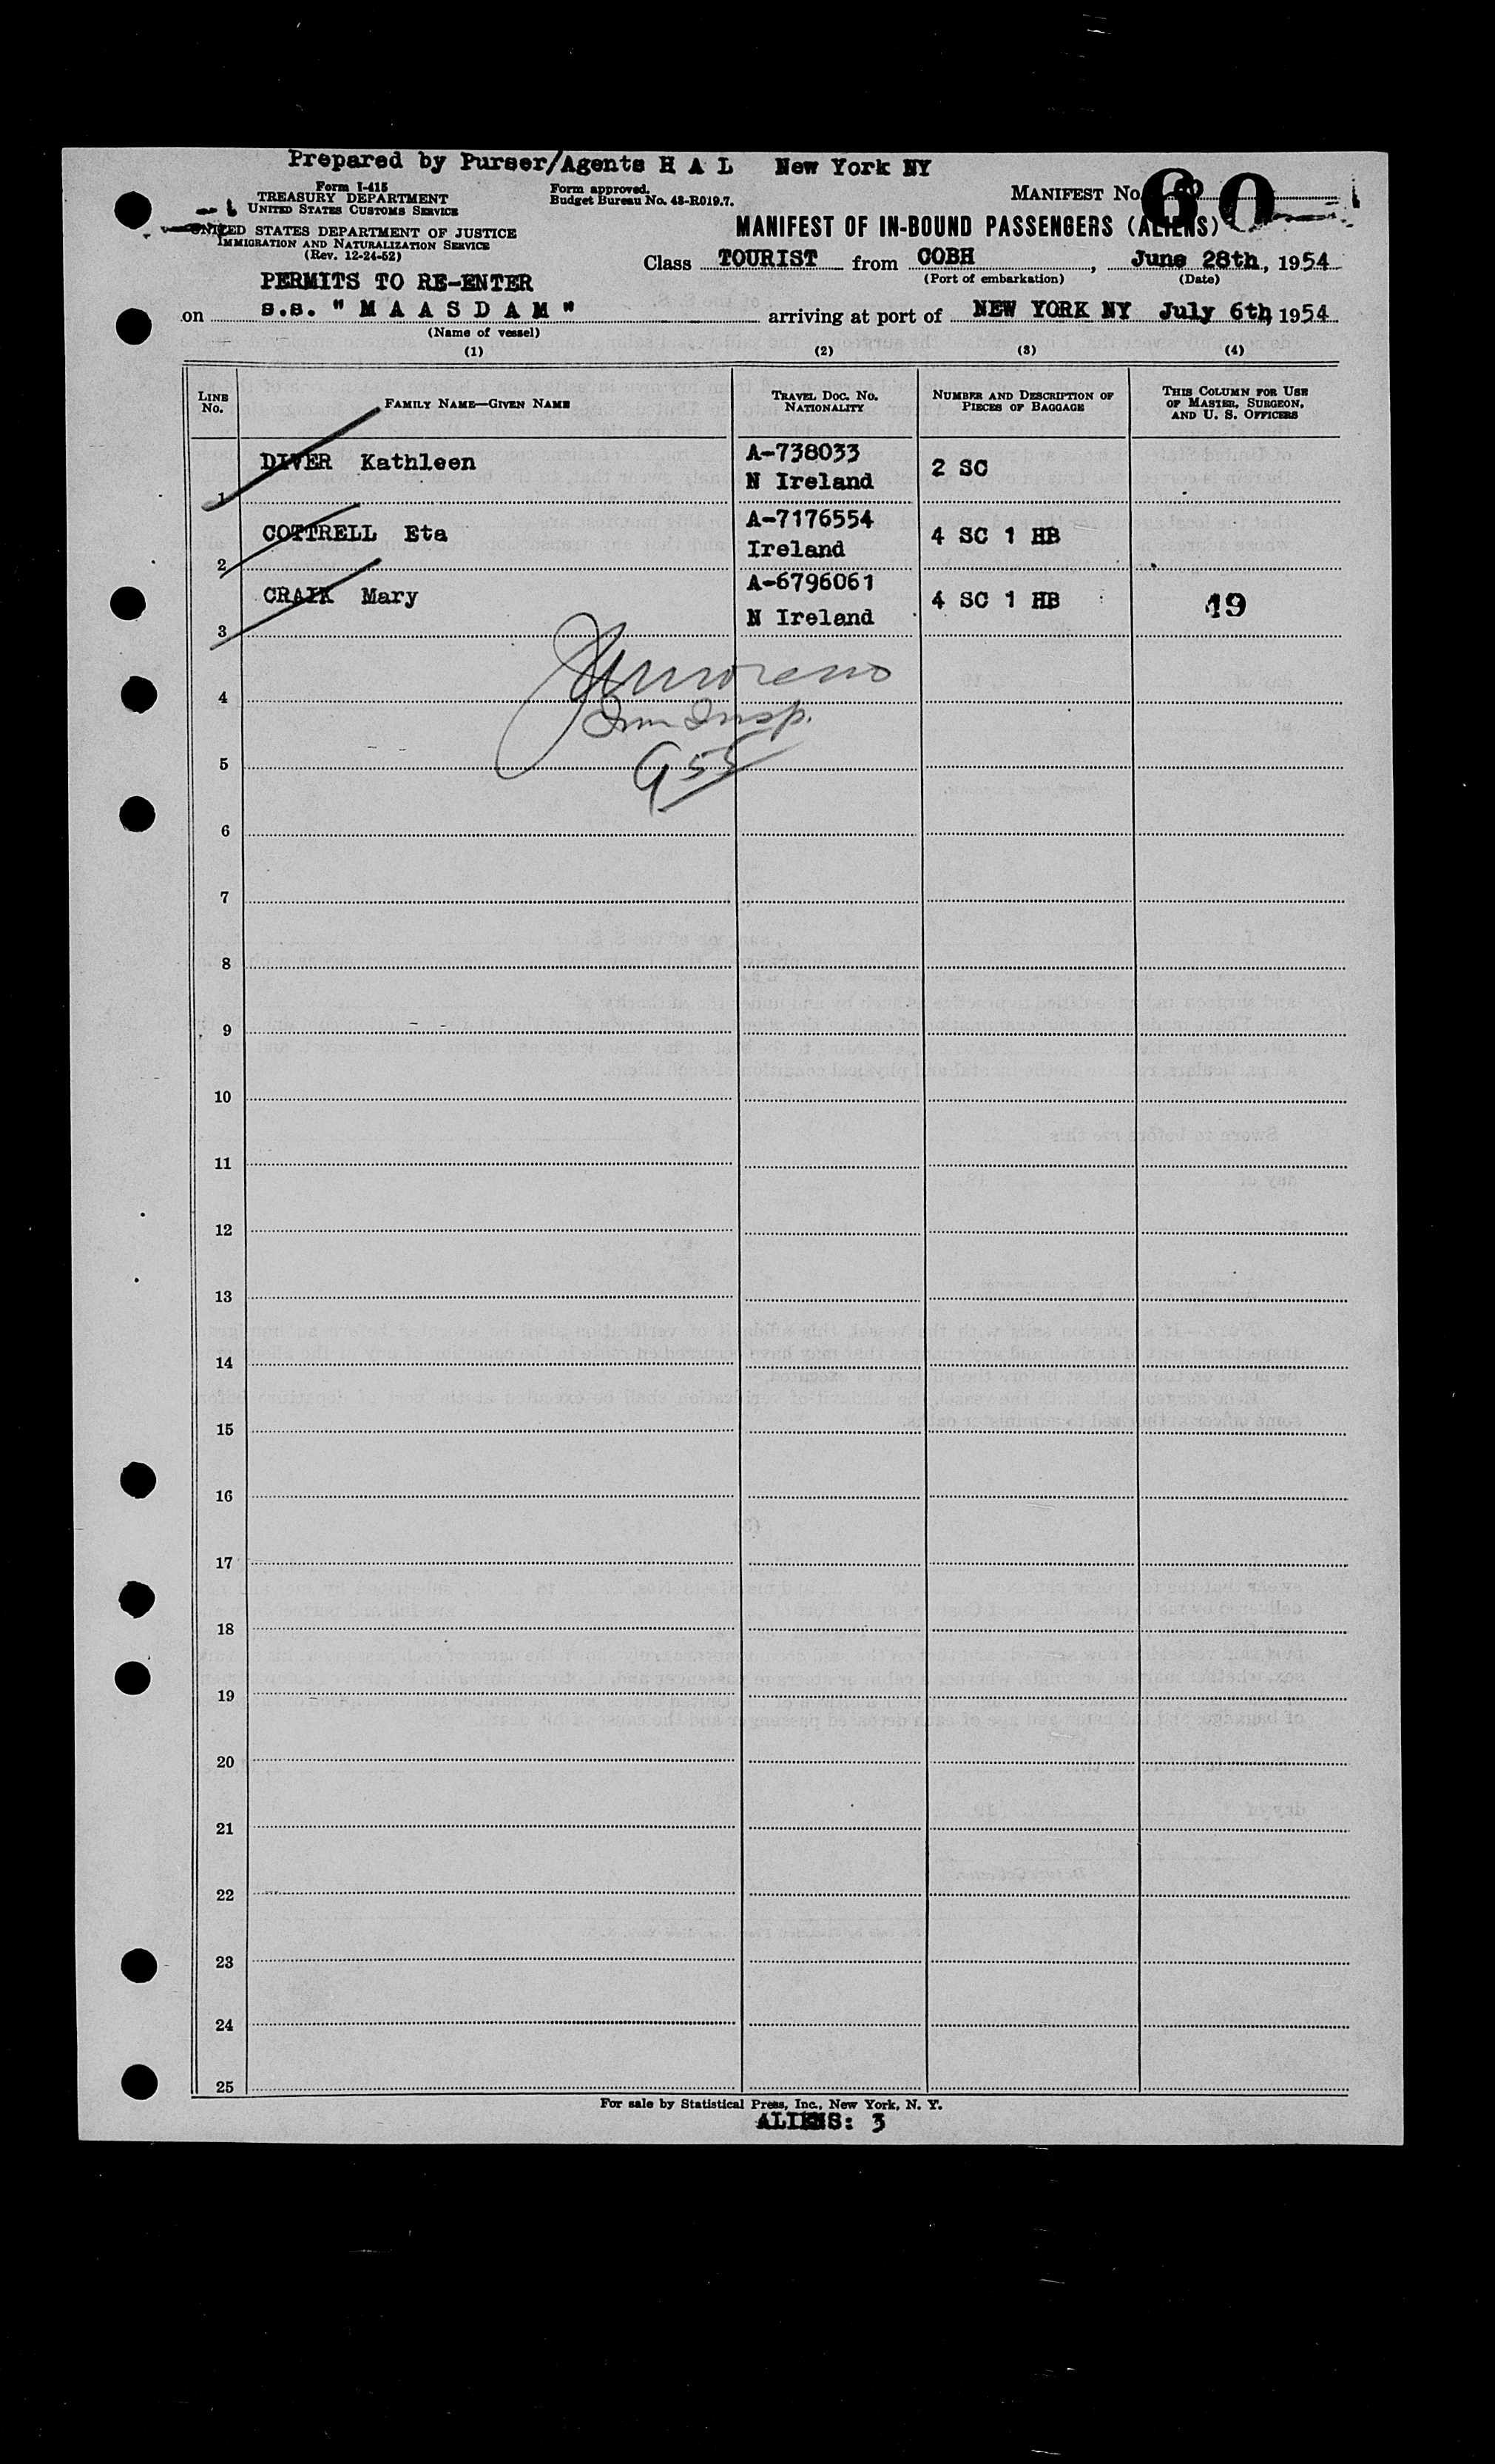 Prepared by Purser/Agents H A L New York NY
Form I-415
TREASURY DEPARTMENT
UNITED STATES CUSTOMS SERVICE
UNITED STATES DEPARTMENT OF JUSTICE
IMMIGRATION AND NATURALIZATION SERVICE
(Rev. 12-24-52)
Form approved.
Budget Bureau No. 43-R019.7.
MANIFEST No. 60
MANIFEST OF IN-BOUND PASSENGERS (ALIENS)
Class TOURIST from COBH, June 28th, 1954
(Port of embarkation) (Date)
PERMITS TO RE-ENTER
on s.s. " M A A S D A M " arriving at port of NEW YORK NY July 6th, 1954
(Name of vessel)
(1) (2) (3) (4)
LINE No. FAMILY NAME—GIVEN NAME TRAVEL DOC. NO. NATIONALITY NUMBER AND DESCRIPTION OF PIECES OF BAGGAGE THIS COLUMN FOR USE OF MASTER, SURGEON, AND U. S. OFFICERS
1 DIVER Kathleen A-738033 N Ireland 2 SC
2 COTTRELL Eta A-7176554 Ireland 4 SC 1 HB
3 CRAIK Mary A-6796061 N Ireland 4 SC 1 HB 19
4
Imm Insp.
5
955
6
7
8
9
10
11
12
13
14
15
16
17
18
19
20
21
22
23
24
25
For sale by Statistical Press, Inc., New York, N. Y.
ALIENS: 3